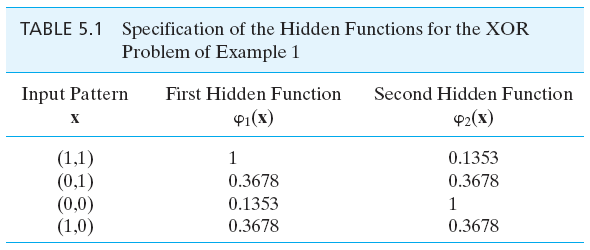 TABLE 5.1 Specification of the Hidden Functions for the XOR
Problem of Example 1
Input Pattern First Hidden Function Second Hidden Function
x φ1(x) φ2(x)
(1,1) 1 0.1353
(0,1) 0.3678 0.3678
(0,0) 0.1353 1
(1,0) 0.3678 0.3678